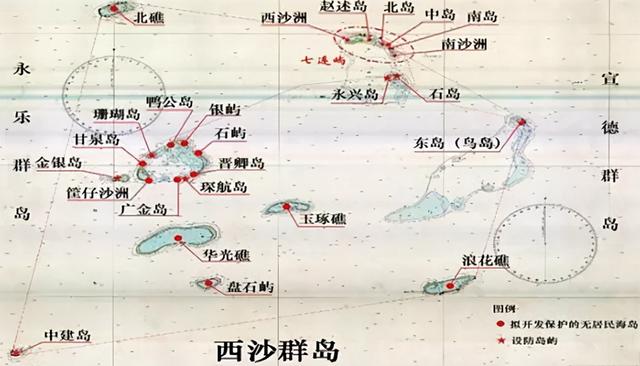 北礁
西沙洲
赵述岛
北岛
中岛
南岛
南沙洲
七连屿
永兴岛
石岛
永乐群岛
宣德群岛
鸭公岛
银屿
珊瑚岛
石屿
甘泉岛
金银岛
晋卿岛
筐仔沙洲
琛航岛
广金岛
东岛（鸟岛）
玉琢礁
华光礁
浪花礁
盘石屿
中建岛
西沙群岛
图例
拟开发保护的无居民海岛
设防岛屿